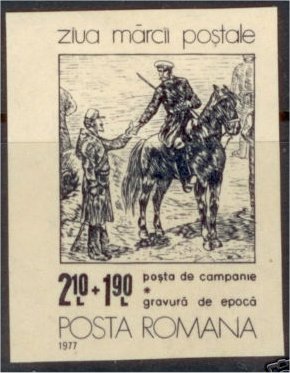 ziua mărcii poștale
2 10 L + 1 90 L
poșta de campanie
*
gravură de epocă
POSTA ROMANA
1977